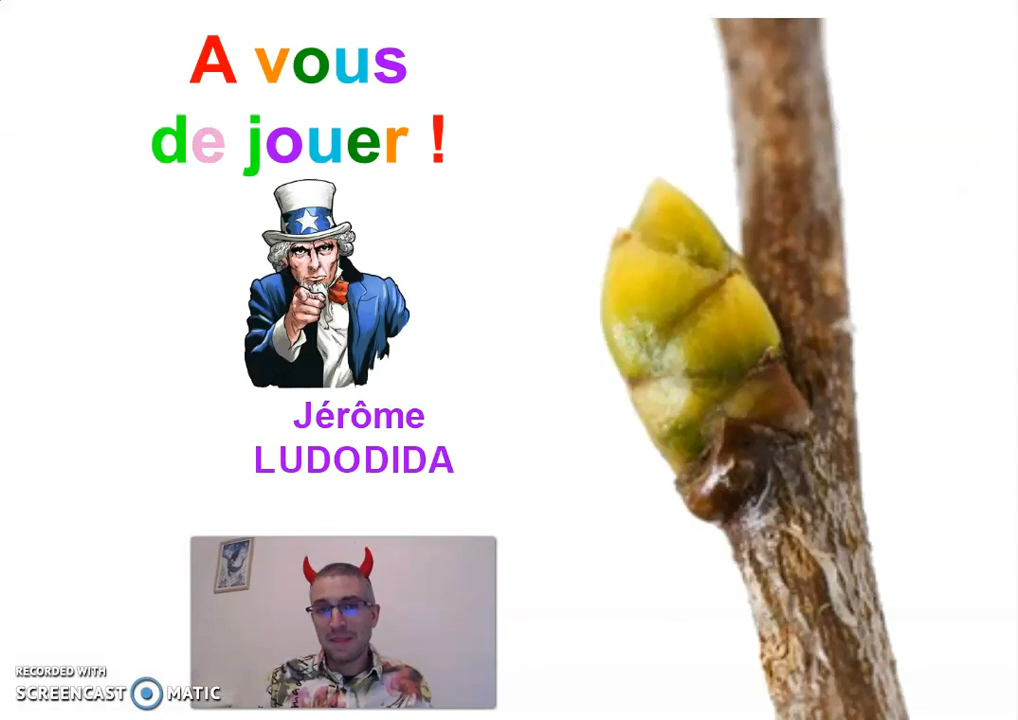 A vous
de jouer !
Jérôme
LUDODIDA
RECORDED WITH
SCREENCAST MATIC